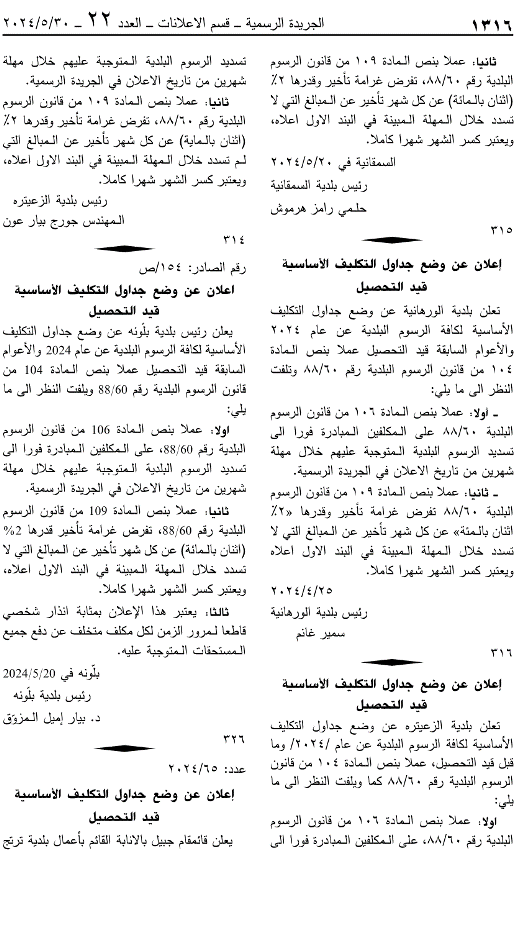 ١٣١٦
الجريدة الرسمية ـ قسم الاعلانات ـ العدد ٢٢ ـ ٢٠٢٤/٥/٣٠
ثانيا: عملا بنص المادة ١٠٩ من قانون الرسوم
البلدية رقم ٨٨/٦٠، تفرض غرامة تأخير وقدرها ٢٪
(اثنان بالمائة) عن كل شهر تأخير عن المبالغ التي لا
تسدد خلال المهلة المبينة في البند الاول اعلاه،
ويعتبر كسر الشهر شهرا كاملا.
السمقانية في ٢٠٢٤/٥/٢٠
رئيس بلدية السمقانية
حلمي رامز هرموش
٣١٥
إعلان عن وضع جداول التكليف الأساسية
قيد التحصيل
تعلن بلدية الورهانية عن وضع جداول التكليف
الأساسية لكافة الرسوم البلدية عن عام ٢٠٢٤
والأعوام السابقة قيد التحصيل عملا بنص المادة
١٠٤ من قانون الرسوم البلدية رقم ٨٨/٦٠ وتلفت
النظر الى ما يلي:
ـ اولا: عملا بنص المادة ١٠٦ من قانون الرسوم
البلدية ٨٨/٦٠ على المكلفين المبادرة فورا الى
تسديد الرسوم البلدية المتوجبة عليهم خلال مهلة
شهرين من تاريخ الاعلان في الجريدة الرسمية.
ـ ثانيا: عملا بنص المادة ١٠٩ من قانون الرسوم
البلدية ٨٨/٦٠ تفرض غرامة تأخير وقدرها «٢٪
اثنان بالمئة» عن كل شهر تأخير عن المبالغ التي لا
تسدد خلال المهلة المبينة في البند الاول اعلاه
ويعتبر كسر الشهر شهرا كاملا.
٢٠٢٤/٤/٢٥
رئيس بلدية الورهانية
سمير غانم
٣١٦
إعلان عن وضع جداول التكليف الأساسية
قيد التحصيل
تعلن بلدية الزعيتره عن وضع جداول التكليف
الأساسية لكافة الرسوم البلدية عن عام /٢٠٢٤/ وما
قبل قيد التحصيل، عملا بنص المادة ١٠٤ من قانون
الرسوم البلدية رقم ٨٨/٦٠ كما ويلفت النظر الى ما
يلي:
اولا: عملا بنص المادة ١٠٦ من قانون الرسوم
البلدية رقم ٨٨/٦٠، على المكلفين المبادرة فورا الى
تسديد الرسوم البلدية المتوجبة عليهم خلال مهلة
شهرين من تاريخ الاعلان في الجريدة الرسمية.
ثانيا: عملا بنص المادة ١٠٩ من قانون الرسوم
البلدية رقم ٨٨/٦٠، تفرض غرامة تأخير وقدرها ٢٪
(اثنان بالماية) عن كل شهر تأخير عن المبالغ التي
لم تسدد خلال المهلة المبينة في البند الاول اعلاه،
ويعتبر كسر الشهر شهرا كاملا.
رئيس بلدية الزعيتره
المهندس جورج بيار عون
٣١٤
رقم الصادر: ١٥٤/ص
اعلان عن وضع جداول التكليف الأساسية
قيد التحصيل
يعلن رئيس بلدية بلّونه عن وضع جداول التكليف
الأساسية لكافة الرسوم البلدية عن عام 2024 والأعوام
السابقة قيد التحصيل عملا بنص المادة 104 من
قانون الرسوم البلدية رقم 88/60 ويلفت النظر الى ما
يلي:
اولا: عملا بنص المادة 106 من قانون الرسوم
البلدية رقم 88/60، على المكلفين المبادرة فورا الى
تسديد الرسوم البلدية المتوجبة عليهم خلال مهلة
شهرين من تاريخ الاعلان في الجريدة الرسمية.
ثانيا: عملا بنص المادة 109 من قانون الرسوم
البلدية رقم 88/60، تفرض غرامة تأخير قدرها 2%
(اثنان بالمائة) عن كل شهر تأخير عن المبالغ التي لا
تسدد خلال المهلة المبينة في البند الاول اعلاه،
ويعتبر كسر الشهر شهرا كاملا.
ثالثا: يعتبر هذا الإعلان بمثابة انذار شخصي
قاطعا لمرور الزمن لكل مكلف متخلف عن دفع جميع
المستحقات المتوجبة عليه.
بلّونه في 2024/5/20
رئيس بلدية بلّونه
د. بيار إميل المزوّق
٣٢٦
عدد: ٢٠٢٤/٦٥
إعلان عن وضع جداول التكليف الأساسية
قيد التحصيل
يعلن قائمقام جبيل بالانابة القائم بأعمال بلدية ترتج